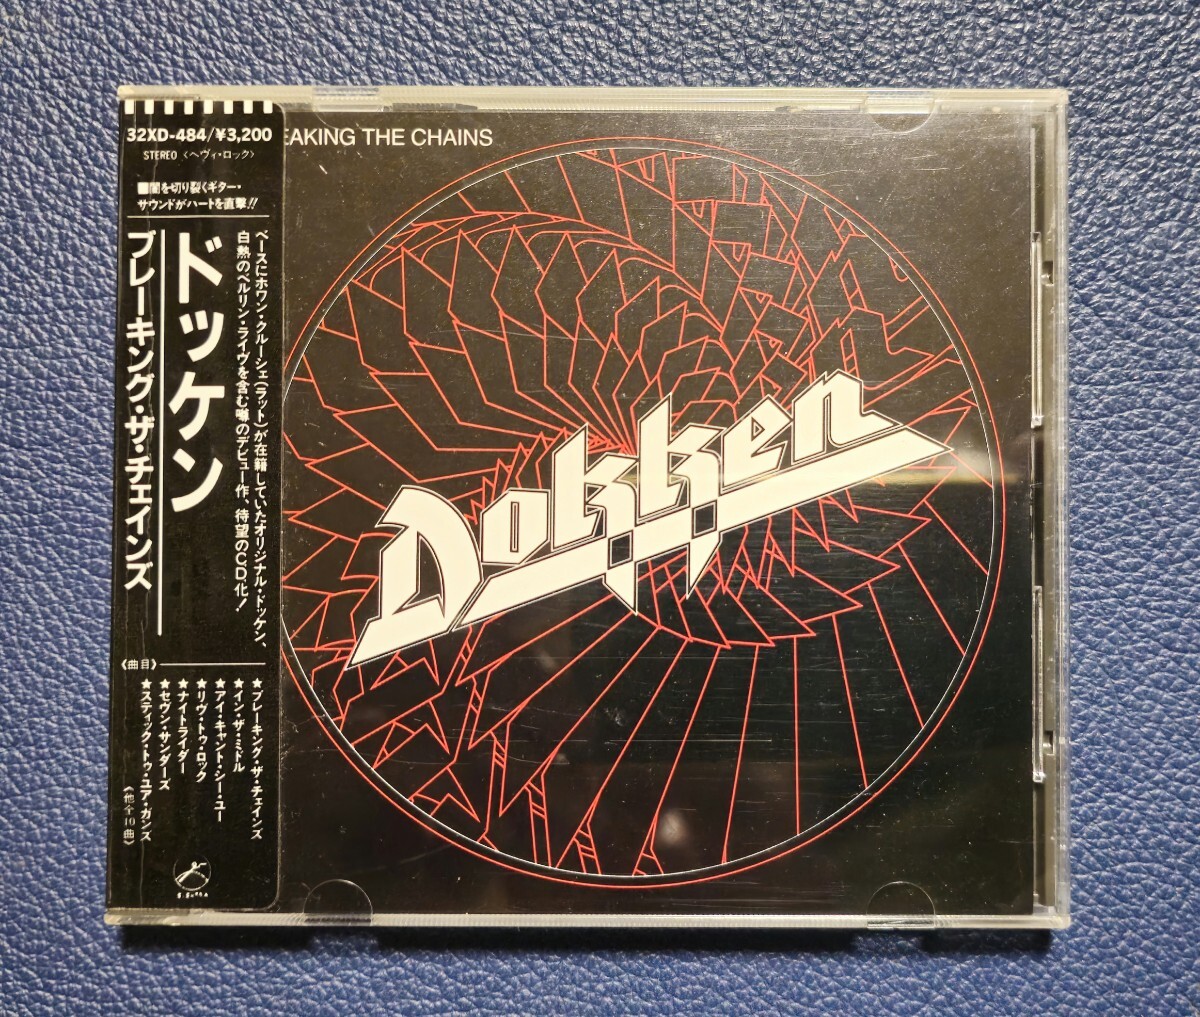 32XD-484/¥3,200
STEREO〈ヘヴィ・ロック〉
■闇を切り裂くギター・
サウンドがハートを直撃!!
ベースにホワン・クルーシェ(ラット)が在籍していたオリジナル・ドッケン、
白熱のベルリン・ライヴを含む噂のデビュー作、待望のCD化!
ドッケン
ブレーキング・ザ・チェインズ
《曲目》
★ブレーキング・ザ・チェインズ
★イン・ザ・ミドル
★アイ・キャント・シー・ユー
★リヴ・トゥ・ロック
★ナイトライダー
★セヴン・サンダーズ
★スティック・トゥ・ユア・ガンズ
《他全10曲》
EAKING THE CHAINS
Dokken